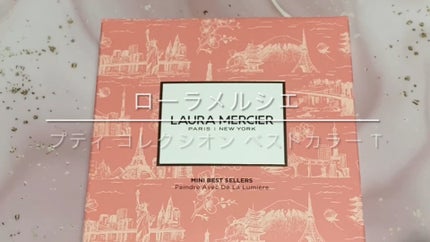 ローラメルシエ
LAURA MERCIER
PARIS | NEW YORK
プティ コレクシオン ベストカラーT
MINI BEST SELLERS
Peindre Avec De La Lumière